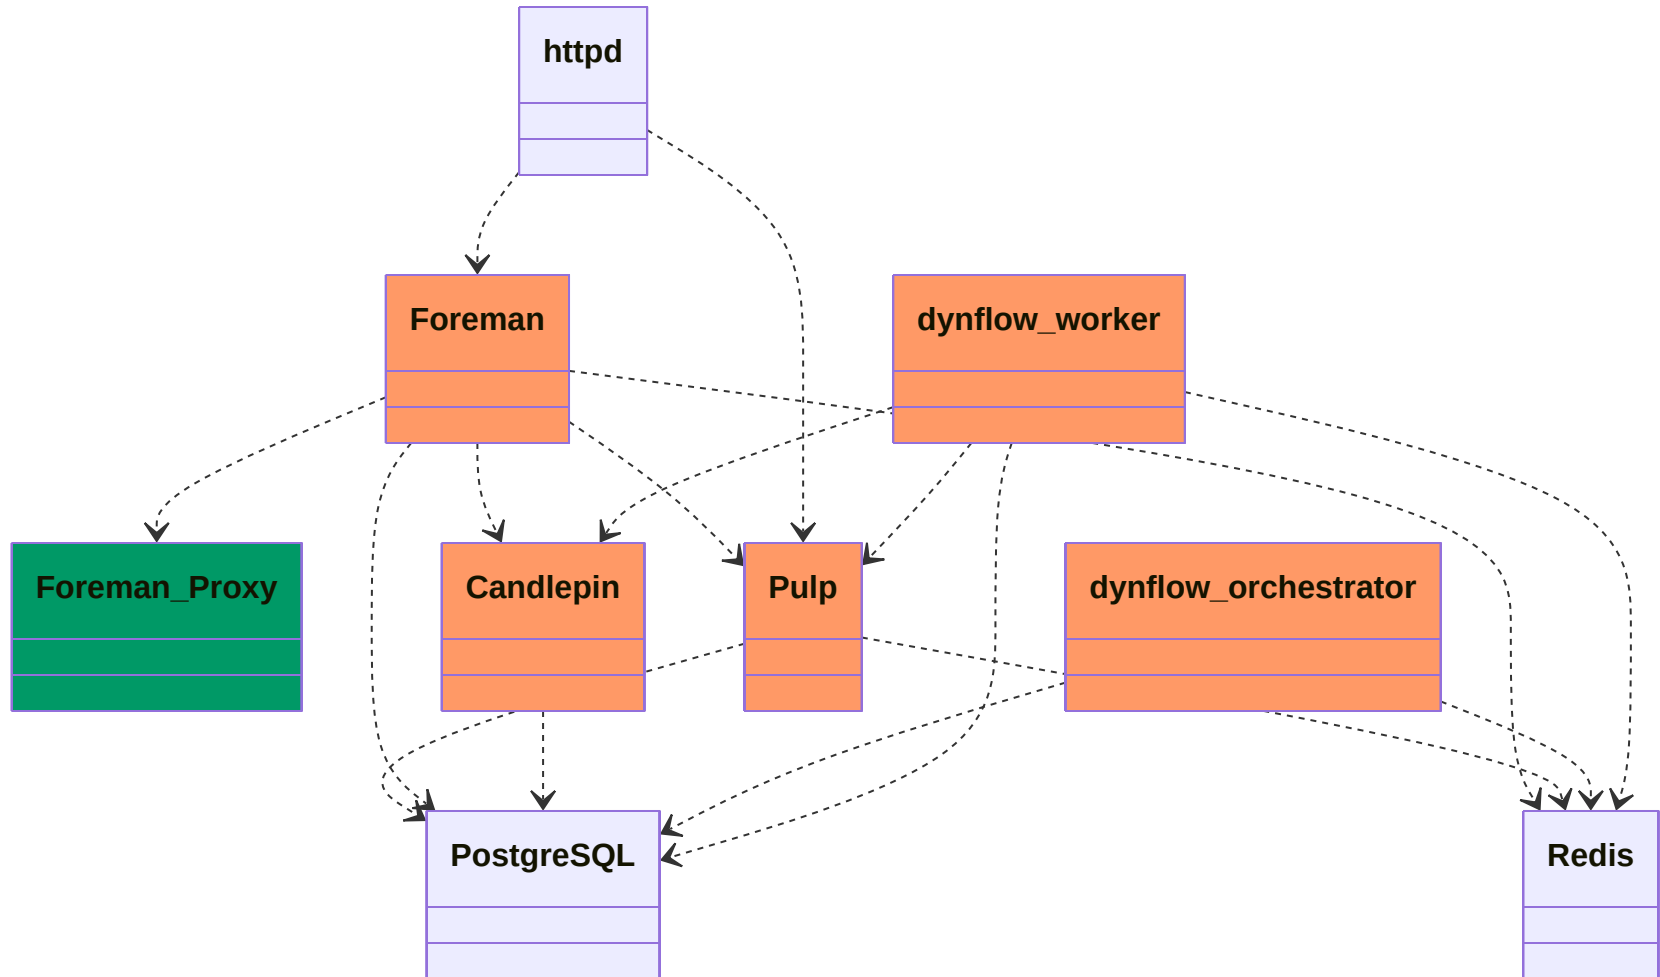 httpd
Foreman
dynflow_worker
Foreman_Proxy
Candlepin
Pulp
dynflow_orchestrator
PostgreSQL
Redis